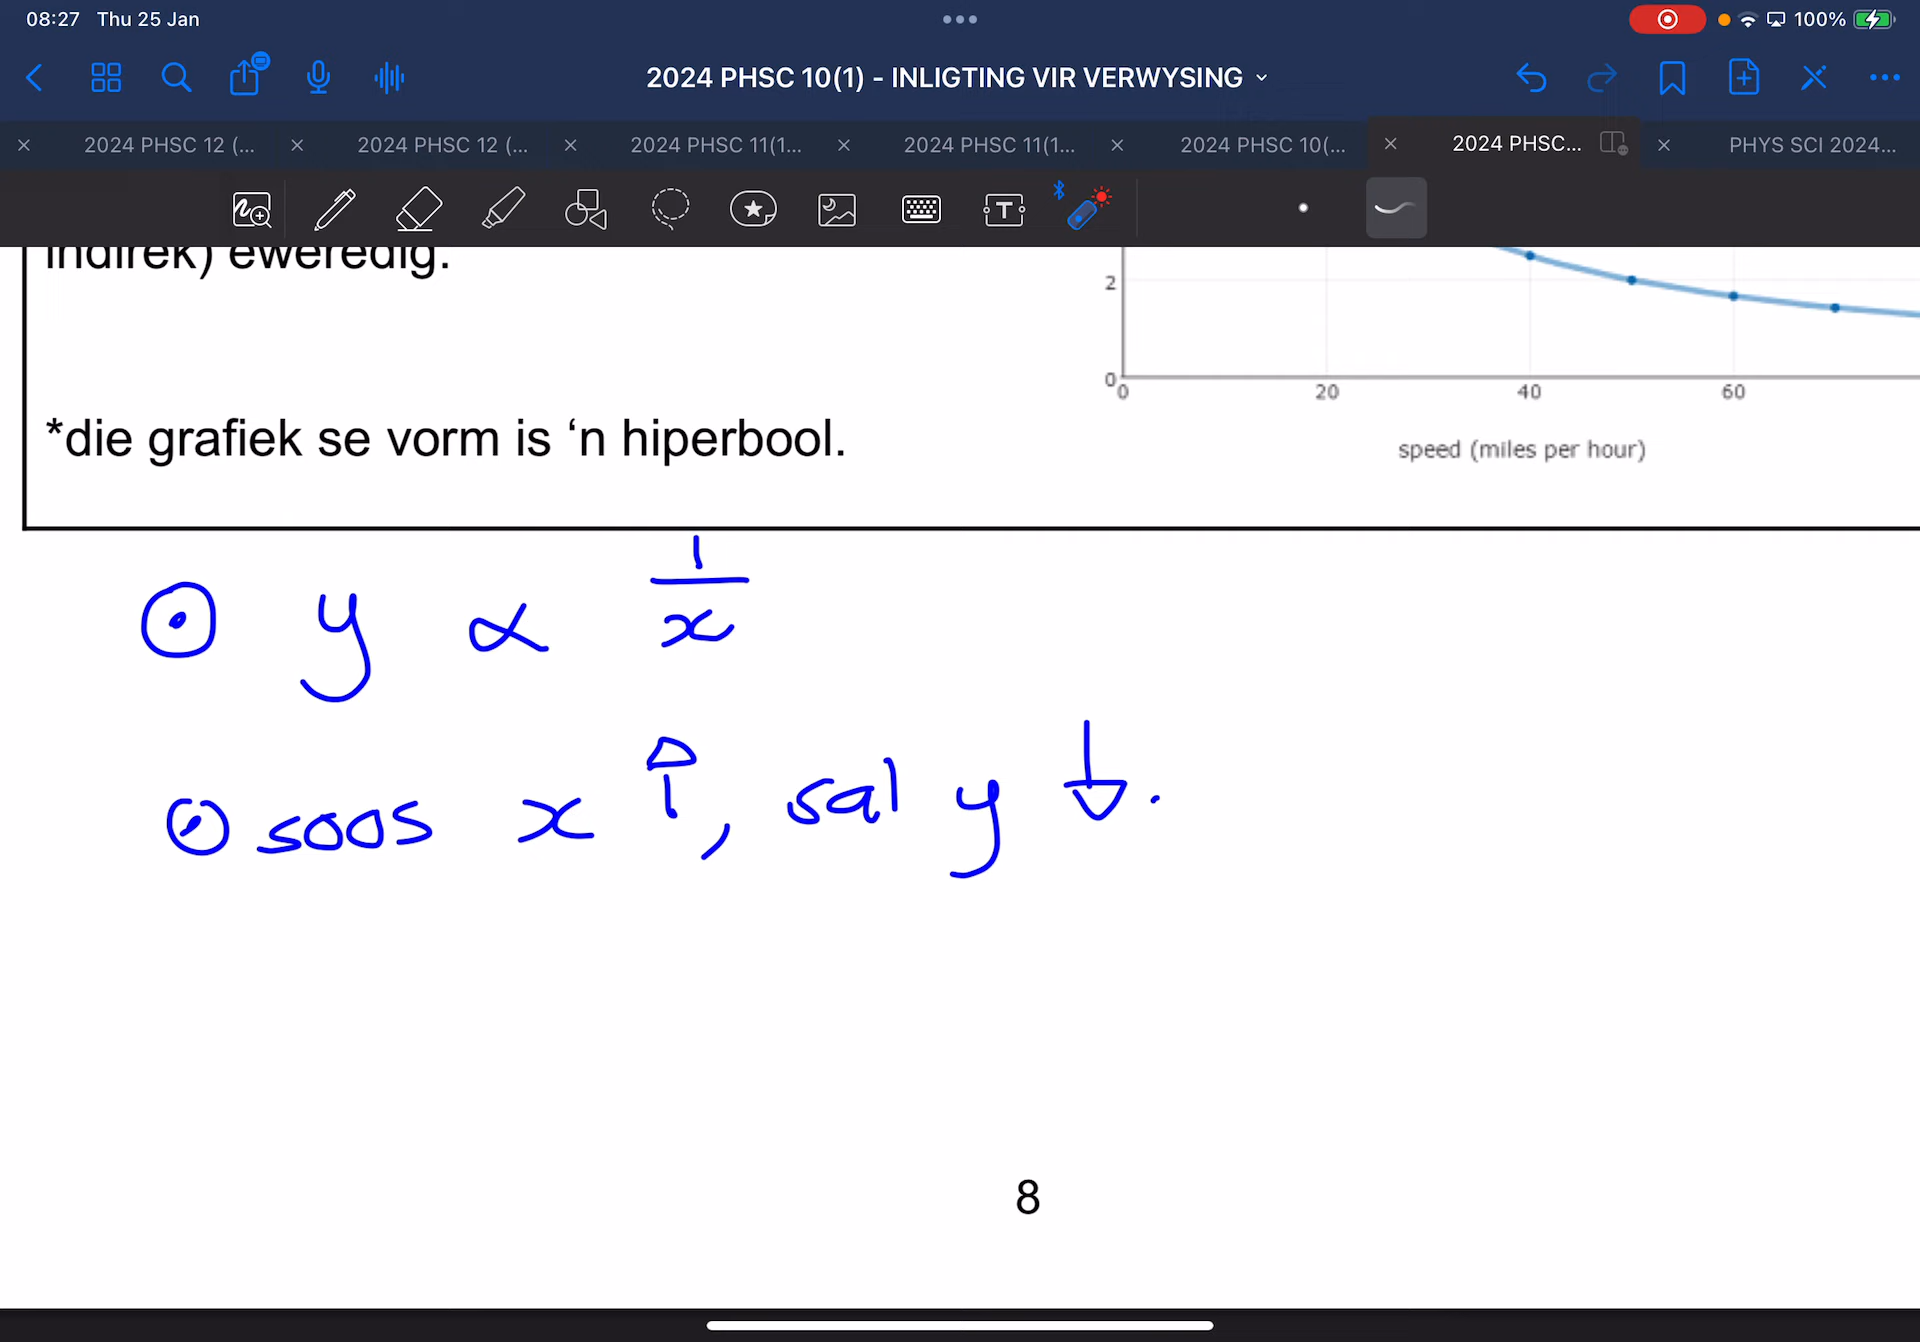 08:27 Thu 25 Jan
100%
2024 PHSC 10(1) - INLIGTING VIR VERWYSING
2024 PHSC 12 (... 2024 PHSC 12 (... 2024 PHSC 11(1... 2024 PHSC 11(1... 2024 PHSC 10(... 2024 PHSC... PHYS SCI 2024...
indirek) eweredig.
2
0
0 20 40 60
*die grafiek se vorm is ‘n hiperbool.
speed (miles per hour)
y ∝ 1/x
soos x ↑, sal y ↓.
8